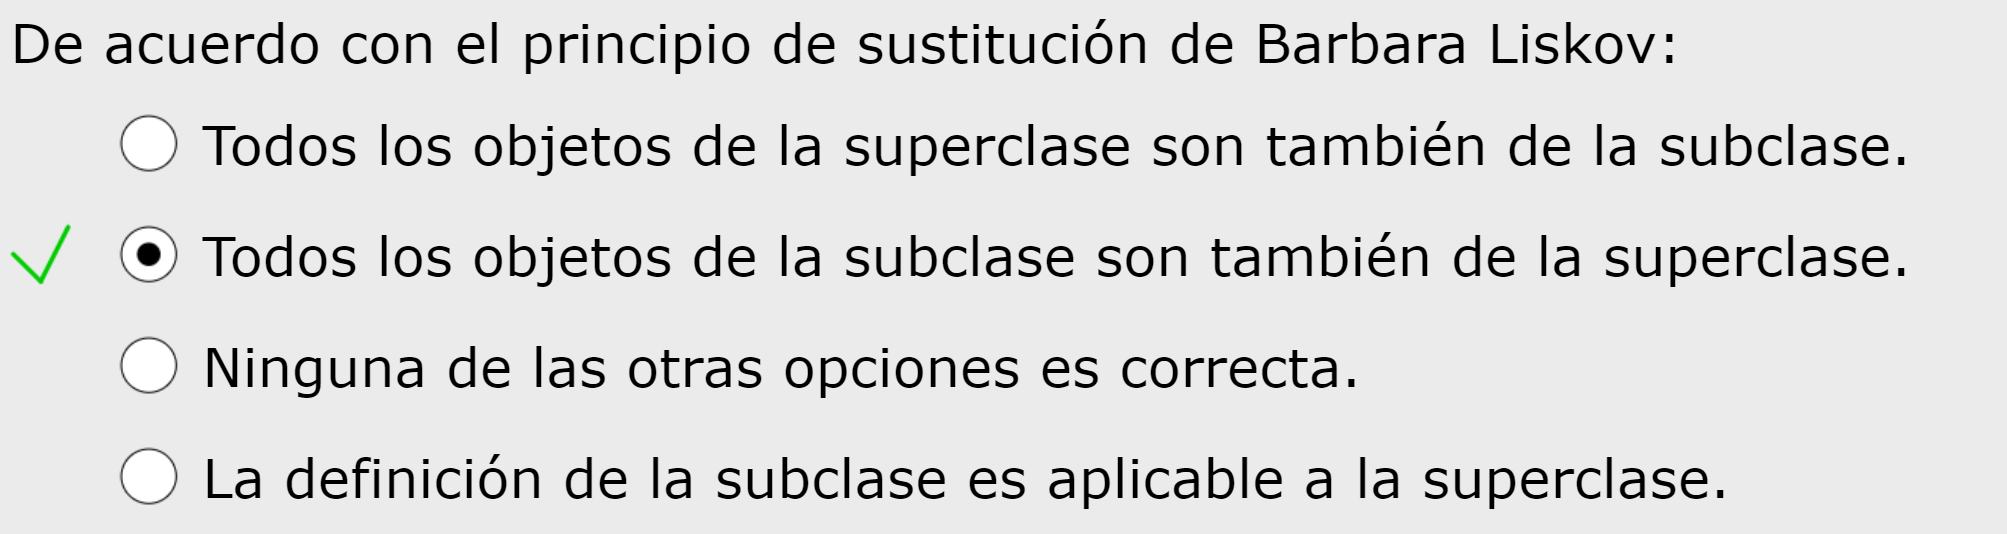 De acuerdo con el principio de sustitución de Barbara Liskov:
Todos los objetos de la superclase son también de la subclase.
Todos los objetos de la subclase son también de la superclase.
Ninguna de las otras opciones es correcta.
La definición de la subclase es aplicable a la superclase.